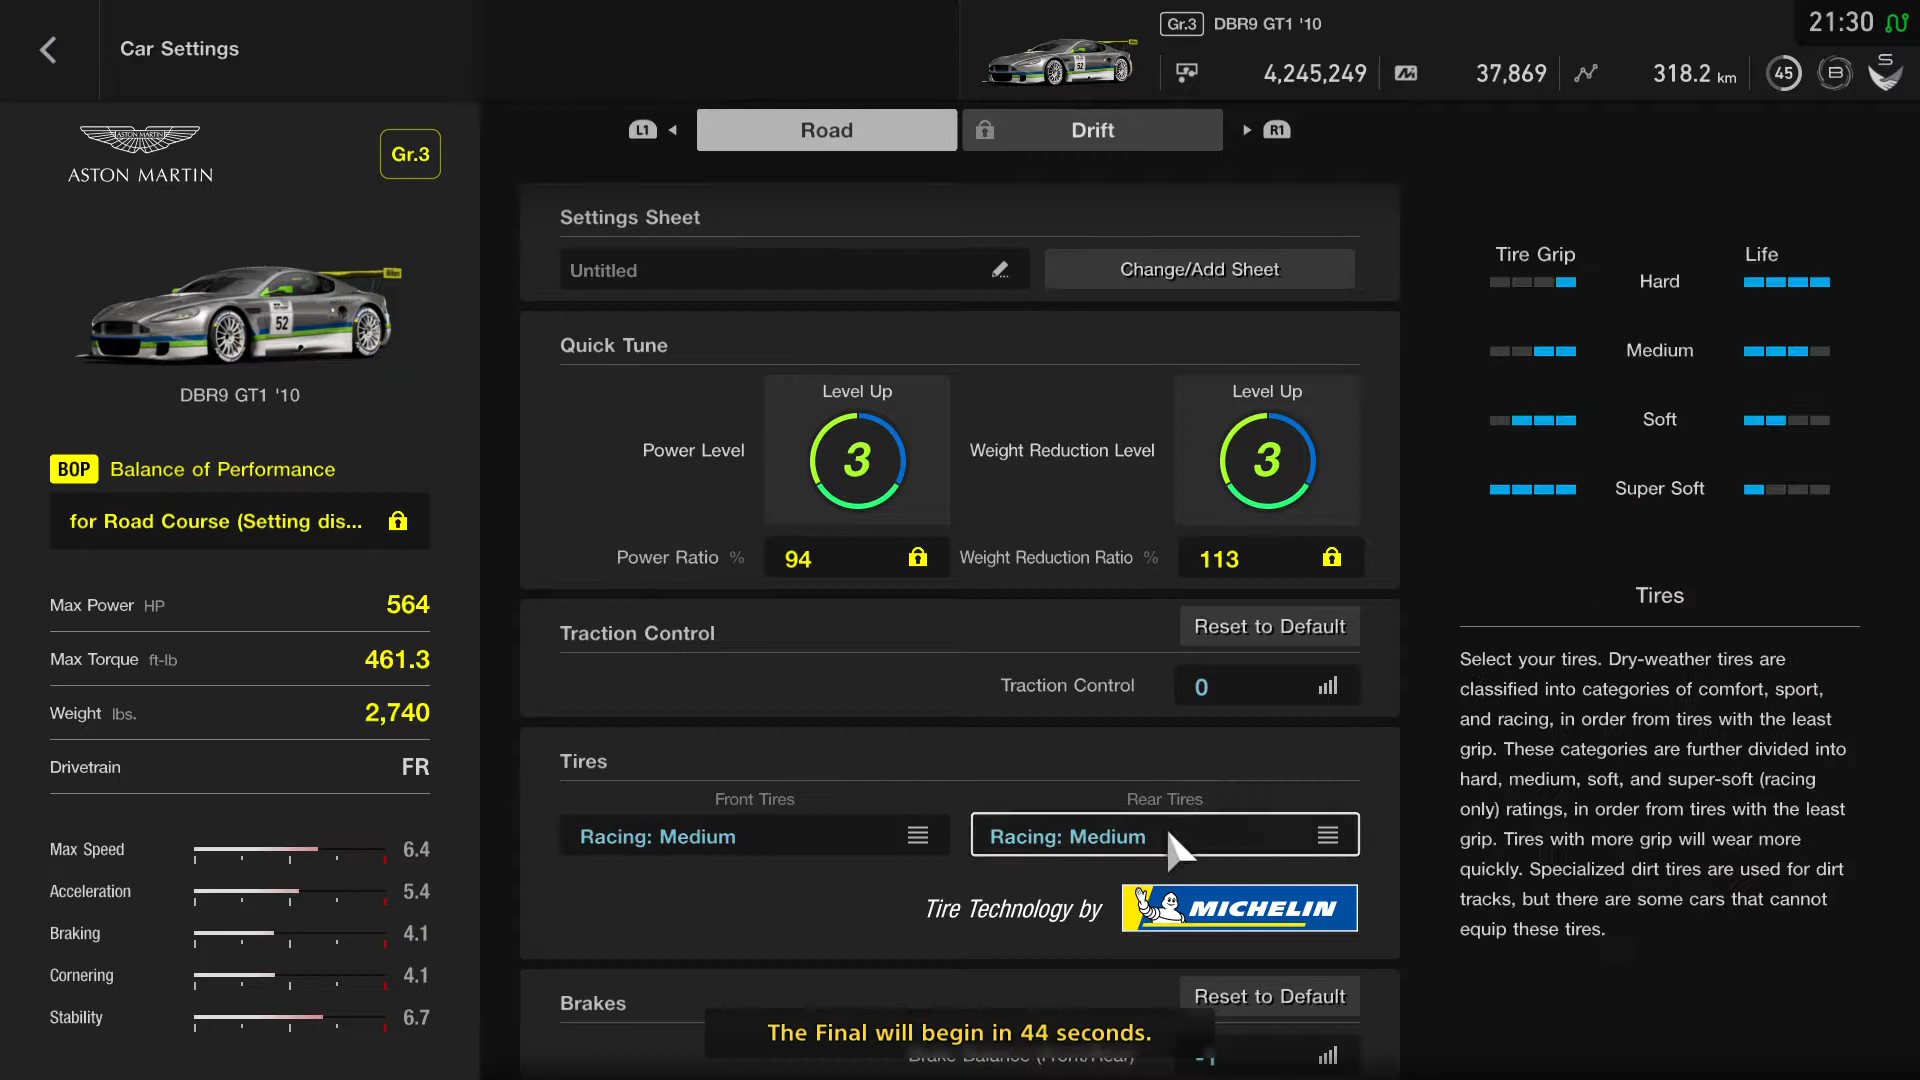 Car Settings
Gr.3 DBR9 GT1 '10
4,245,249
37,869
318.2 km
45
B
S
21:30
ASTON MARTIN
ASTON MARTIN
Gr.3
52
DBR9 GT1 '10
BOP Balance of Performance
for Road Course (Setting dis...
Max Power HP 564
Max Torque ft-lb 461.3
Weight lbs. 2,740
Drivetrain FR
Max Speed 6.4
Acceleration 5.4
Braking 4.1
Cornering 4.1
Stability 6.7
L1 Road Drift R1
Settings Sheet
Untitled Change/Add Sheet
Quick Tune
Level Up Level Up
Power Level 3 Weight Reduction Level 3
Power Ratio % 94 Weight Reduction Ratio % 113
Traction Control Reset to Default
Traction Control 0
Tires
Front Tires Rear Tires
Racing: Medium Racing: Medium
Tire Technology by MICHELIN
Brakes Reset to Default
The Final will begin in 44 seconds.
Brake Balance (Front/Rear) -1
Tire Grip Life
Hard
Medium
Soft
Super Soft
Tires
Select your tires. Dry-weather tires are
classified into categories of comfort, sport,
and racing, in order from tires with the least
grip. These categories are further divided into
hard, medium, soft, and super-soft (racing
only) ratings, in order from tires with the least
grip. Tires with more grip will wear more
quickly. Specialized dirt tires are used for dirt
tracks, but there are some cars that cannot
equip these tires.